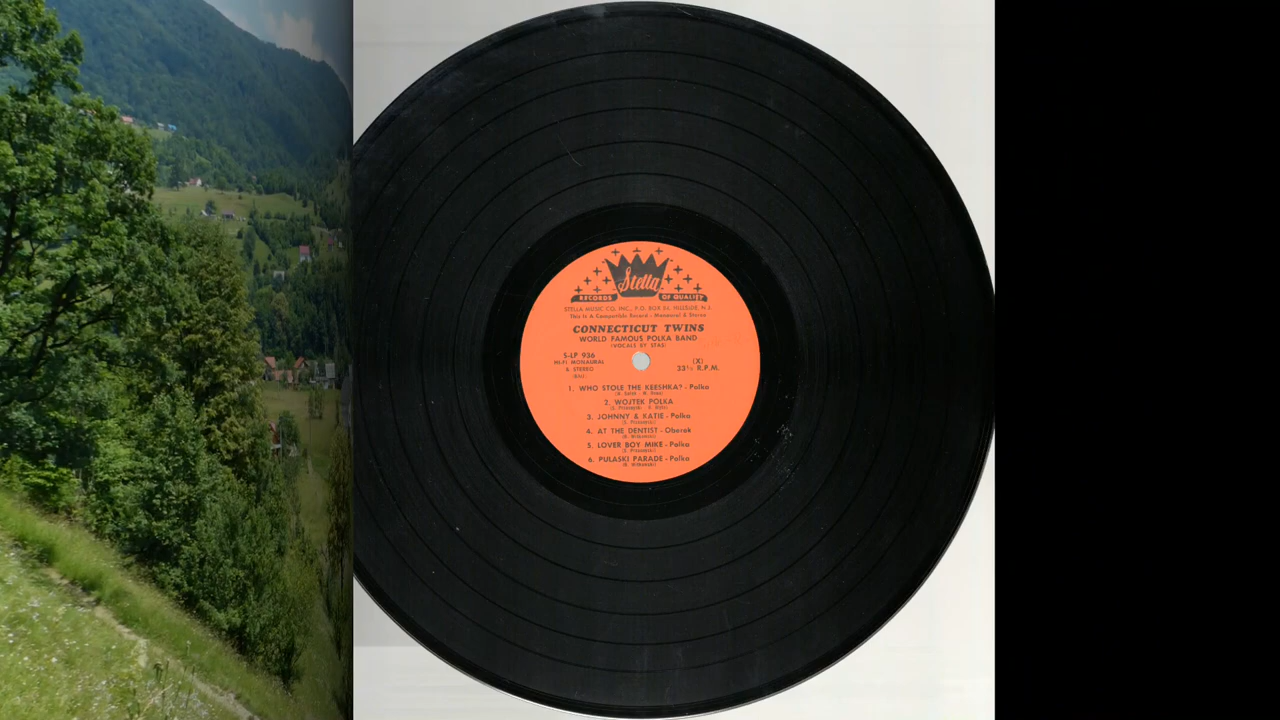 Stella
RECORDS OF QUALITY
STELLA MUSIC CO. INC., P.O. BOX 83, HILLSIDE, N.J.
This Is A Compatible Record - Monaural & Stereo
CONNECTICUT TWINS
WORLD FAMOUS POLKA BAND
(VOCALS BY STAS)
S-LP 936
HI-FI MONAURAL
& STEREO
(X)
33⅓ R.P.M.
1. WHO STOLE THE KEESHKA? - Polka
2. WOJTEK POLKA
3. JOHNNY & KATIE - Polka
4. AT THE DENTIST - Oberek
(B. Witkowski)
5. LOVER BOY MIKE - Polka
6. PULASKI PARADE - Polka
(B. Witkowski)